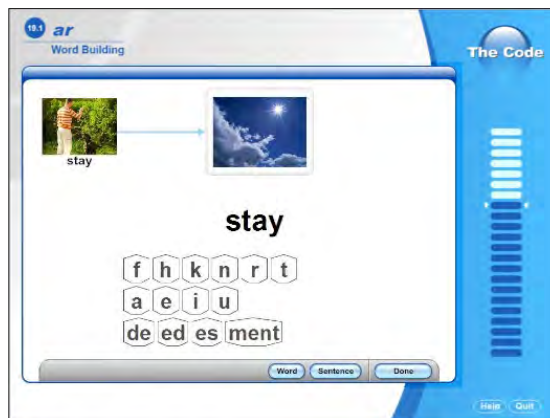 19.1 ar
Word Building
The Code
stay
stay
f h k n r t
a e i u
de ed es ment
Word Sentence Done
Help Quit